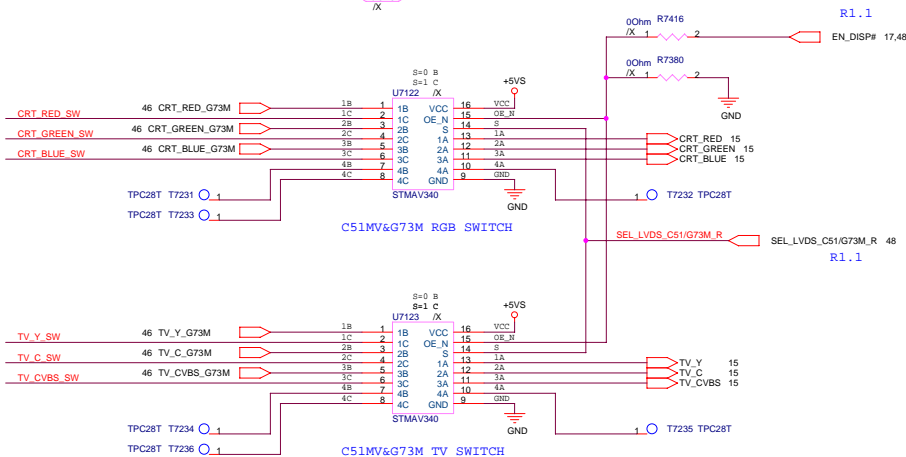 /X
R1.1
0Ohm R7416
/X 1 2
EN_DISP# 17,48
0Ohm R7380
/X 1 2
GND
S=0 B
S=1 C
+5VS
U7122 /X
46 CRT_RED_G73M 1B 1 1B VCC 16 VCC
CRT_RED_SW 1C 2 1C OE_N 15 OE_N
46 CRT_GREEN_G73M 2B 3 2B S 14 S
CRT_GREEN_SW 2C 4 2C 1A 13 1A CRT_RED 15
46 CRT_BLUE_G73M 3B 5 3B 2A 12 2A CRT_GREEN 15
CRT_BLUE_SW 3C 6 3C 3A 11 3A CRT_BLUE 15
4B 7 4B 4A 10 4A
4C 8 4C GND 9
STMAV340
GND
TPC28T T7231 1
1 T7232 TPC28T
TPC28T T7233 1
C51MV&G73M RGB SWITCH
SEL_LVDS_C51/G73M_R
SEL_LVDS_C51/G73M_R 48
R1.1
S=0 B
S=1 C
+5VS
U7123 /X
46 TV_Y_G73M 1B 1 1B VCC 16 VCC
TV_Y_SW 1C 2 1C OE_N 15 OE_N
46 TV_C_G73M 2B 3 2B S 14 S
TV_C_SW 2C 4 2C 1A 13 1A TV_Y 15
46 TV_CVBS_G73M 3B 5 3B 2A 12 2A TV_C 15
TV_CVBS_SW 3C 6 3C 3A 11 3A TV_CVBS 15
4B 7 4B 4A 10 4A
4C 8 4C GND 9
STMAV340
GND
TPC28T T7234 1
1 T7235 TPC28T
TPC28T T7236 1
C51MV&G73M TV SWITCH